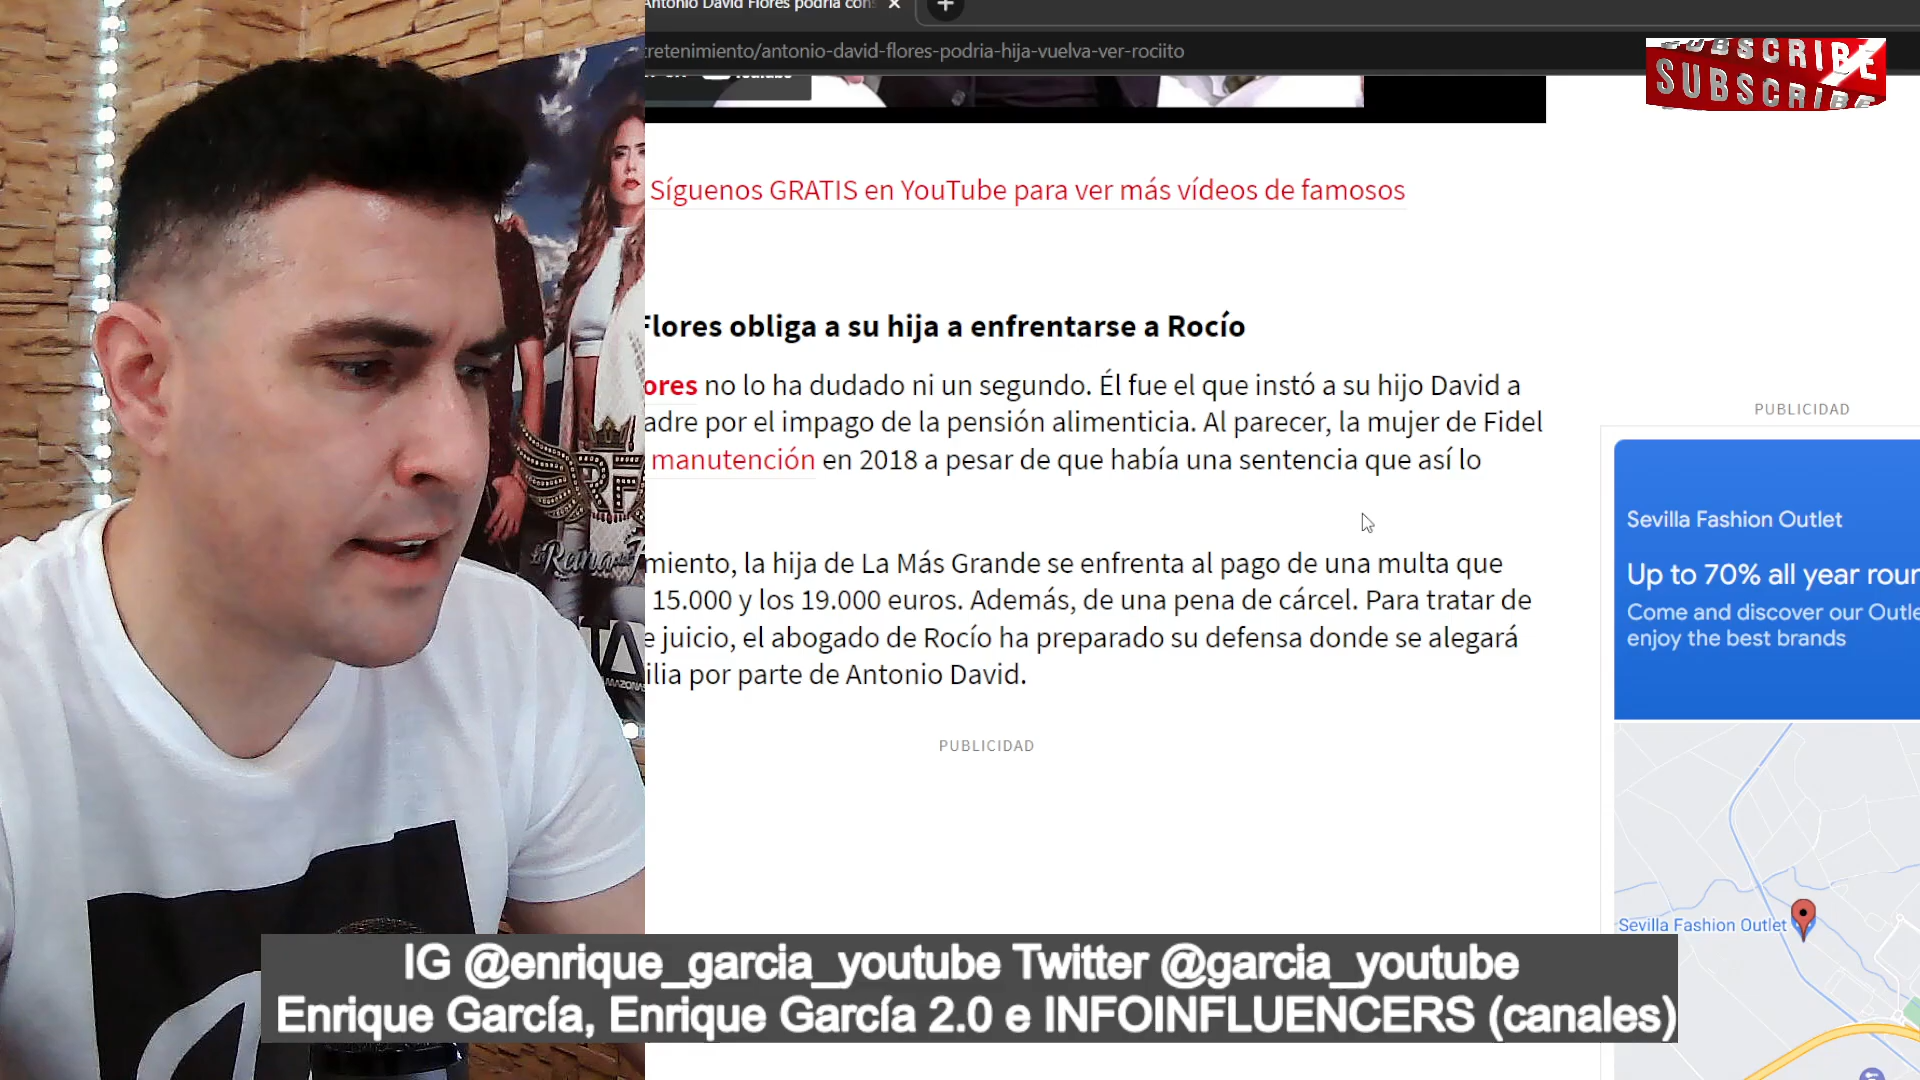 Antonio David Flores podría con
retenimiento/antonio-david-flores-podria-hija-vuelva-ver-rociito
SUBSCRIBE
SUBSCRIBE
Síguenos GRATIS en YouTube para ver más vídeos de famosos
Flores obliga a su hija a enfrentarse a Rocío
ores no lo ha dudado ni un segundo. Él fue el que instó a su hijo David a
adre por el impago de la pensión alimenticia. Al parecer, la mujer de Fidel
manutención en 2018 a pesar de que había una sentencia que así lo
miento, la hija de La Más Grande se enfrenta al pago de una multa que
15.000 y los 19.000 euros. Además, de una pena de cárcel. Para tratar de
e juicio, el abogado de Rocío ha preparado su defensa donde se alegará
ilia por parte de Antonio David.
PUBLICIDAD
PUBLICIDAD
Sevilla Fashion Outlet
Up to 70% all year roun
Come and discover our Outle
enjoy the best brands
Sevilla Fashion Outlet
RF
La Reina
AMAZONAS
IG @enrique_garcia_youtube Twitter @garcia_youtube
Enrique García, Enrique García 2.0 e INFOINFLUENCERS (canales)